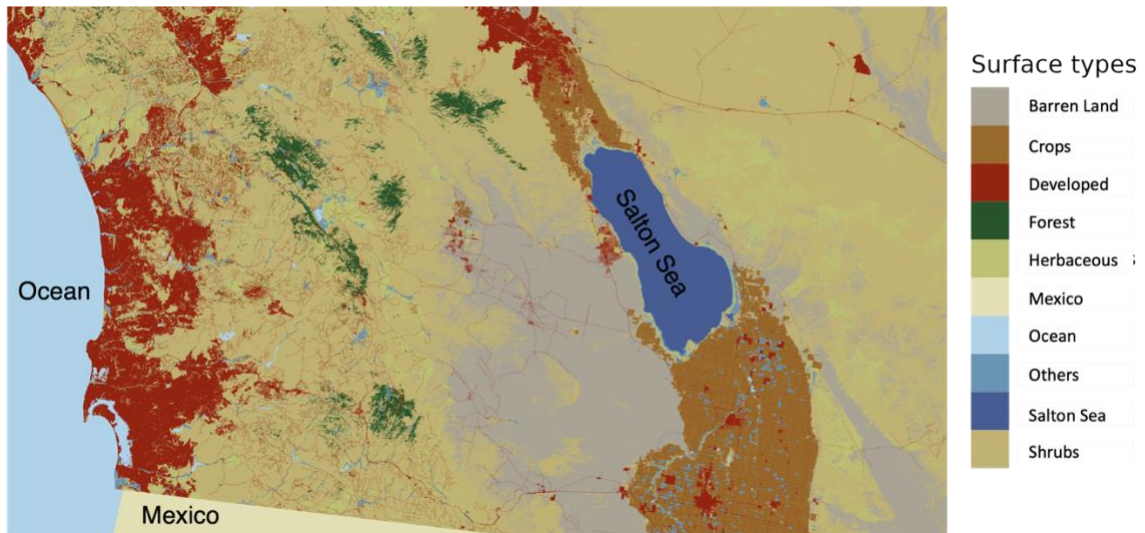 Surface types
Barren Land
Crops
Developed
Forest
Herbaceous
Mexico
Ocean
Others
Salton Sea
Shrubs
Ocean
Salton Sea
Mexico